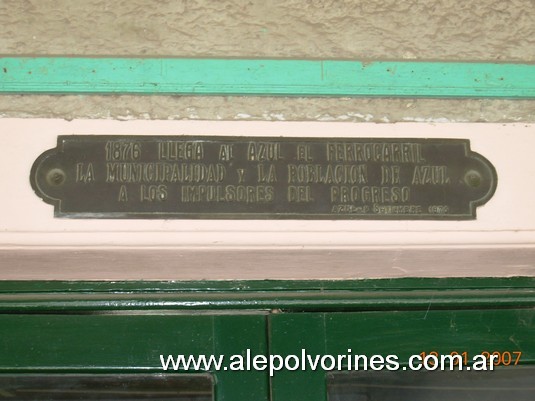 1876 LLEGA AL AZUL EL FERROCARRIL
LA MUNICIPALIDAD Y LA POBLACION DE AZUL
A LOS IMPULSORES DEL PROGRESO
2007
www.alepolvorines.com.ar